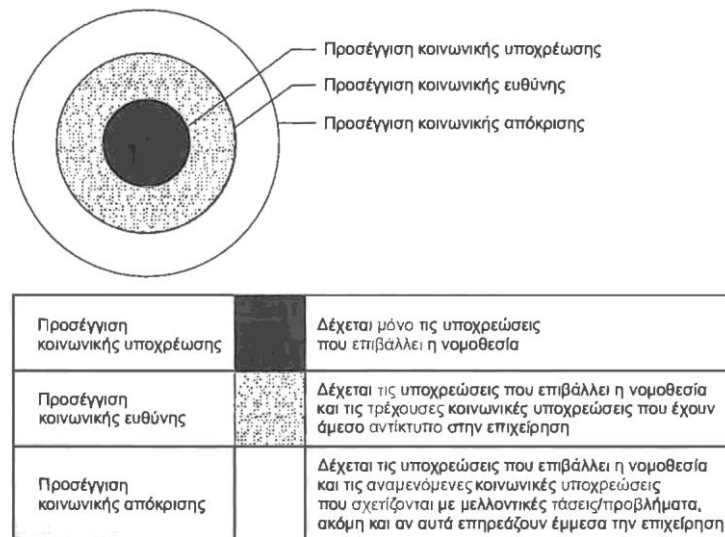 Προσέγγιση κοινωνικής υποχρέωσης
Προσέγγιση κοινωνικής ευθύνης
Προσέγγιση κοινωνικής απόκρισης
Προσέγγιση
κοινωνικής υποχρέωσης
Δέχεται μόνο τις υποχρεώσεις
που επιβάλλει η νομοθεσία
Προσέγγιση
κοινωνικής ευθύνης
Δέχεται τις υποχρεώσεις που επιβάλλει η νομοθεσία
και τις τρέχουσες κοινωνικές υποχρεώσεις που έχουν
άμεσο αντίκτυπο στην επιχείρηση
Προσέγγιση
κοινωνικής απόκρισης
Δέχεται τις υποχρεώσεις που επιβάλλει η νομοθεσία
και τις αναμενόμενες κοινωνικές υποχρεώσεις
που σχετίζονται με μελλοντικές τάσεις/προβλήματα,
ακόμη και αν αυτά επηρεάζουν έμμεσα την επιχείρηση